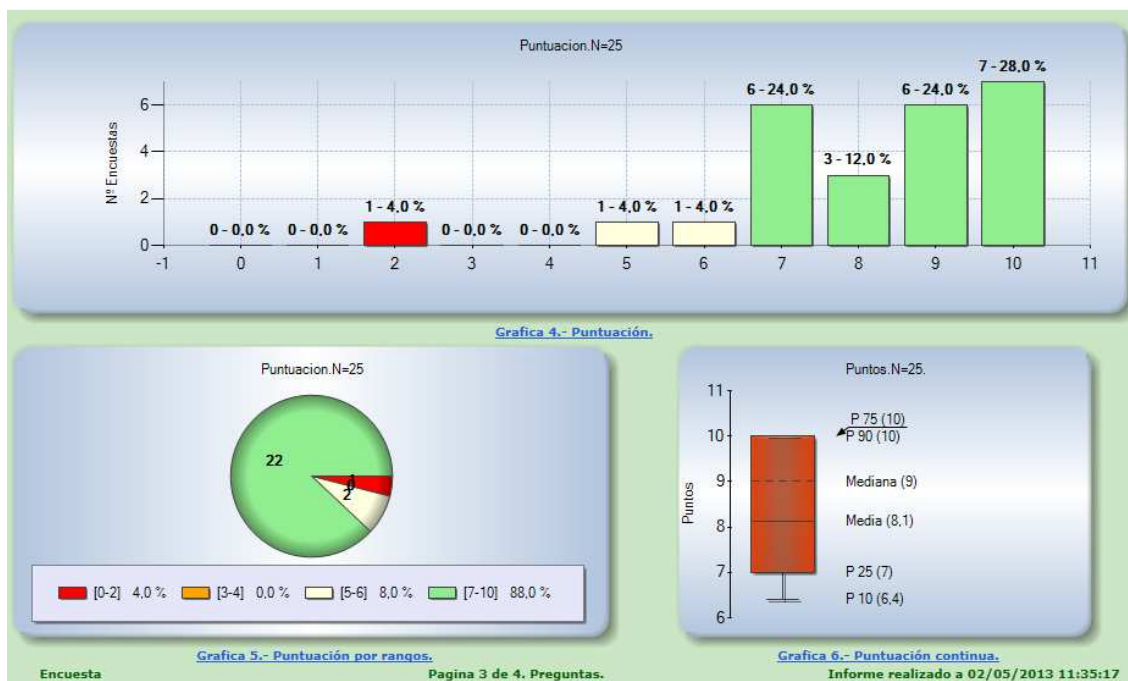 Puntuacion.N=25
7 - 28,0 %
6 - 24,0 %
6 - 24,0 %
3 - 12,0 %
1 - 4,0 %
1 - 4,0 %
1 - 4,0 %
0 - 0,0 %
0 - 0,0 %
0 - 0,0 %
0 - 0,0 %
Nº Encuestas
6
4
2
0
-1 0 1 2 3 4 5 6 7 8 9 10 11
Grafica 4.- Puntuación.
Puntuacion.N=25
22
1
0
2
[0-2] 4,0 % [3-4] 0,0 % [5-6] 8,0 % [7-10] 88,0 %
Grafica 5.- Puntuación por rangos.
Puntos.N=25.
Puntos
11
10
9
8
7
6
P 75 (10)
P 90 (10)
Mediana (9)
Media (8,1)
P 25 (7)
P 10 (6,4)
Grafica 6.- Puntuación continua.
Encuesta Pagina 3 de 4. Preguntas. Informe realizado a 02/05/2013 11:35:17